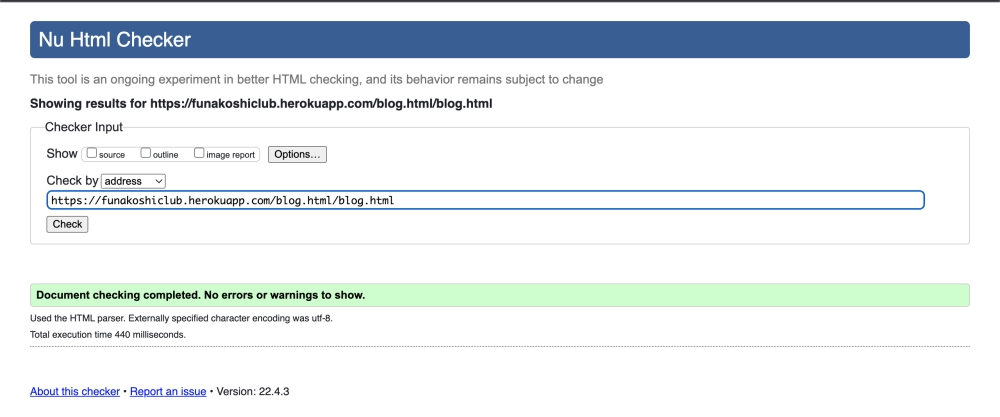 Nu Html Checker
This tool is an ongoing experiment in better HTML checking, and its behavior remains subject to change
Showing results for https://funakoshiclub.herokuapp.com/blog.html/blog.html
Checker Input
Show source outline image report Options...
Check by address
https://funakoshiclub.herokuapp.com/blog.html/blog.html
Check
Document checking completed. No errors or warnings to show.
Used the HTML parser. Externally specified character encoding was utf-8.
Total execution time 440 milliseconds.
About this checker • Report an issue • Version: 22.4.3